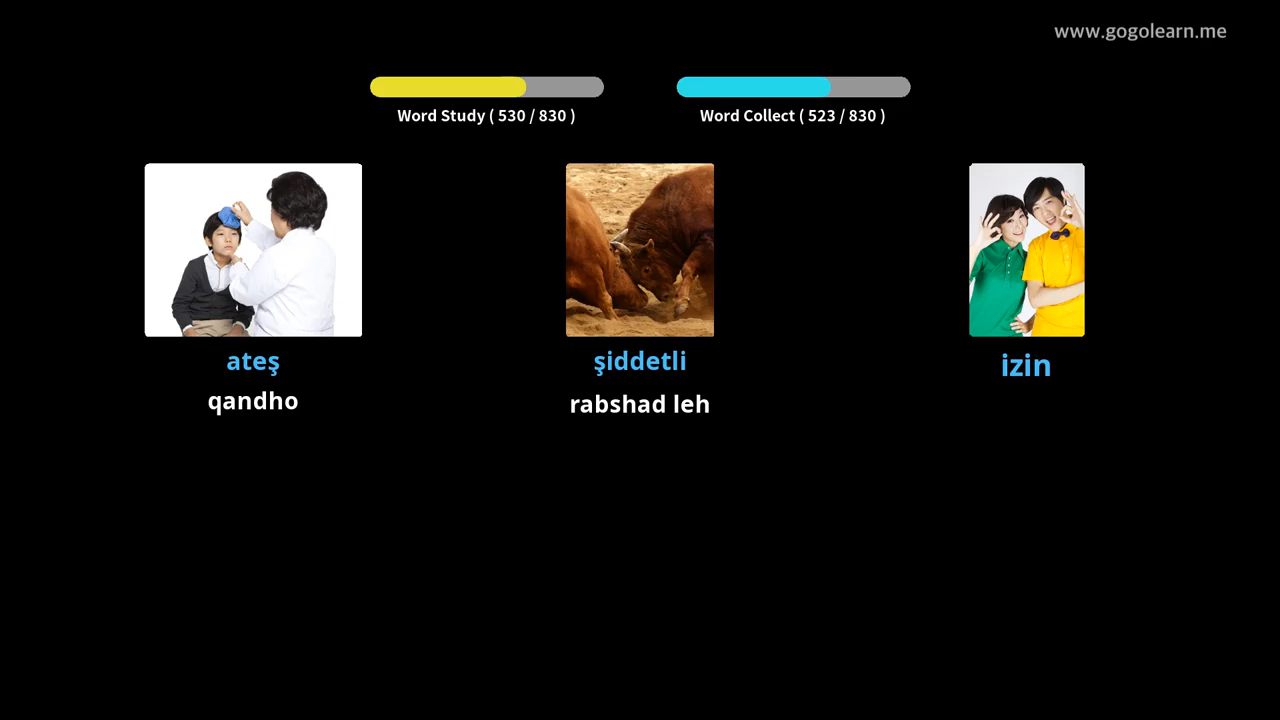 www.gogolearn.me
Word Study ( 530 / 830 )
Word Collect ( 523 / 830 )
ateş
qandho
şiddetli
rabshad leh
izin